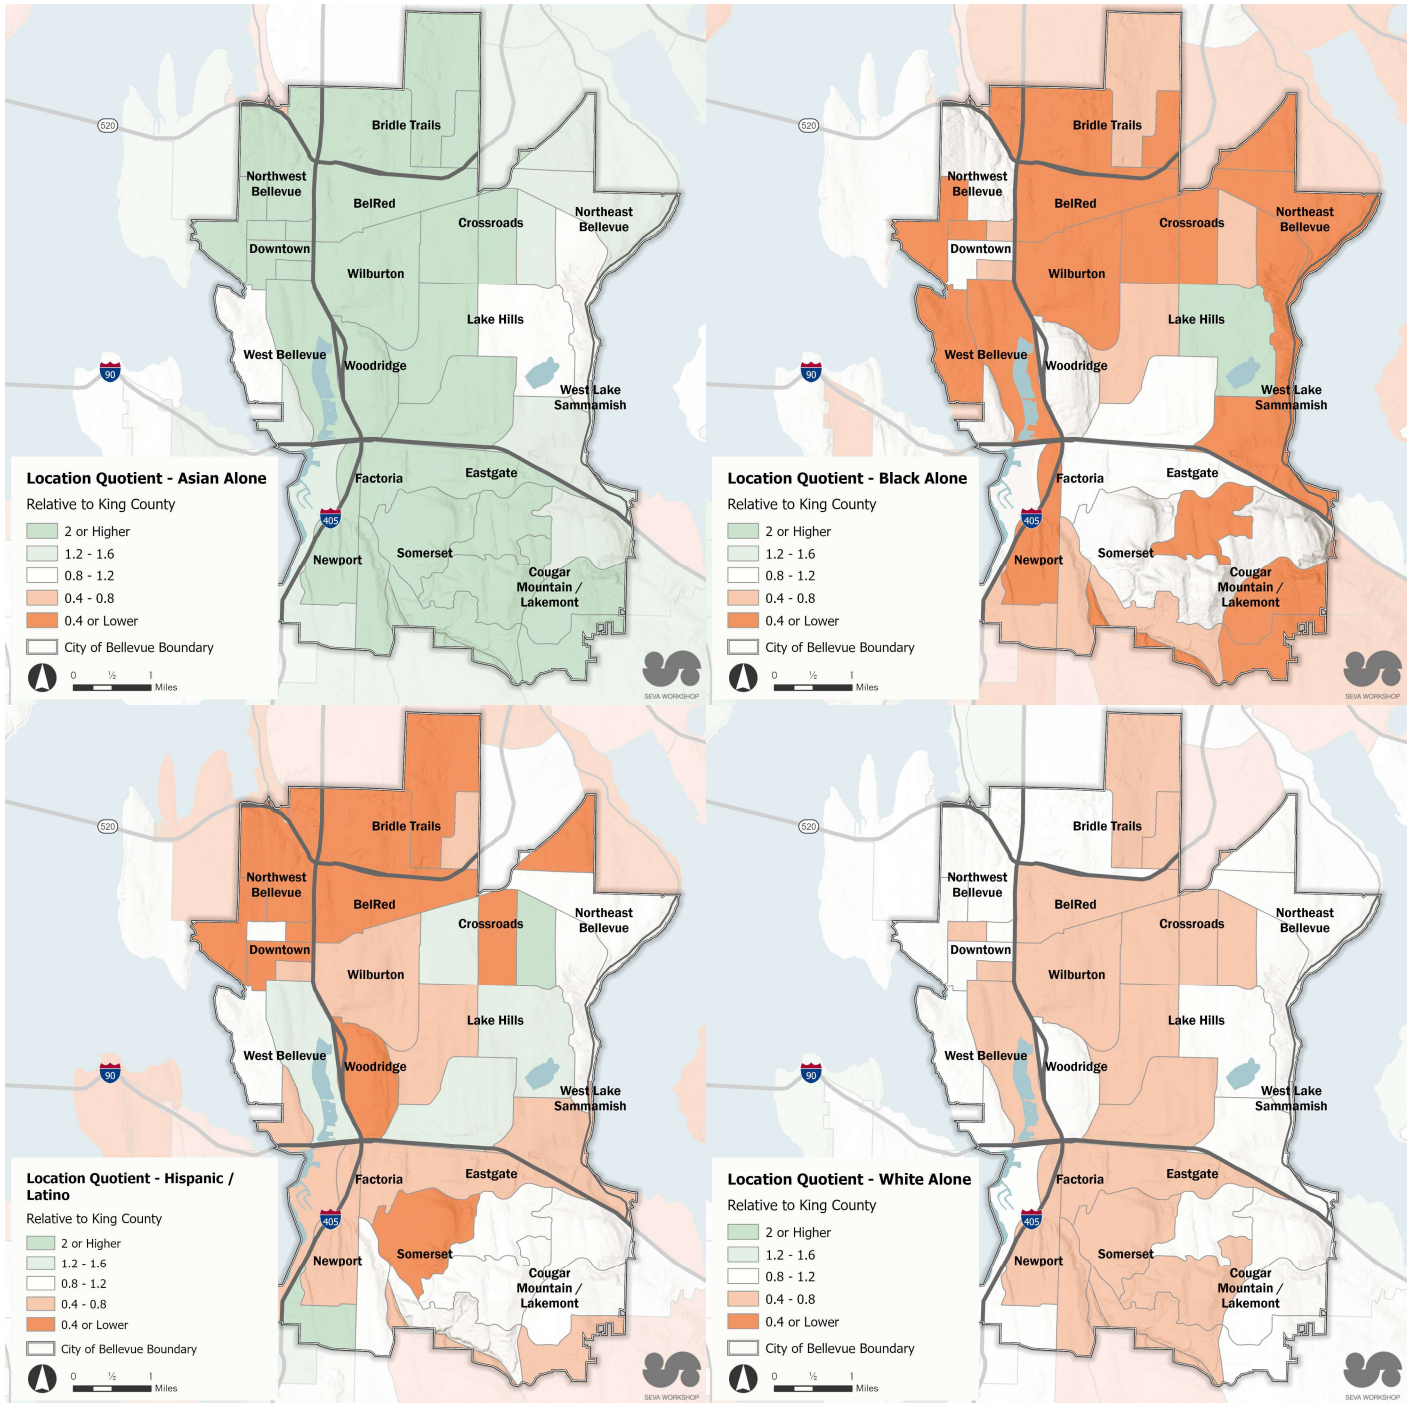 520
Bridle Trails
Northwest
Bellevue
BelRed
Crossroads
Northeast
Bellevue
Downtown
Wilburton
Lake Hills
West Bellevue
Woodridge
90
West Lake
Sammamish
Factoria
Eastgate
405
Newport
Somerset
Cougar
Mountain /
Lakemont
Location Quotient - Asian Alone
Relative to King County
2 or Higher
1.2 - 1.6
0.8 - 1.2
0.4 - 0.8
0.4 or Lower
City of Bellevue Boundary
0 ½ 1
Miles
SEVA WORKSHOP
520
Bridle Trails
Northwest
Bellevue
BelRed
Crossroads
Northeast
Bellevue
Downtown
Wilburton
Lake Hills
West Bellevue
Woodridge
90
West Lake
Sammamish
Factoria
Eastgate
405
Newport
Somerset
Cougar
Mountain /
Lakemont
Location Quotient - Black Alone
Relative to King County
2 or Higher
1.2 - 1.6
0.8 - 1.2
0.4 - 0.8
0.4 or Lower
City of Bellevue Boundary
0 ½ 1
Miles
SEVA WORKSHOP
520
Bridle Trails
Northwest
Bellevue
BelRed
Crossroads
Northeast
Bellevue
Downtown
Wilburton
Lake Hills
West Bellevue
Woodridge
90
West Lake
Sammamish
Factoria
Eastgate
405
Newport
Somerset
Cougar
Mountain /
Lakemont
Location Quotient - Hispanic /
Latino
Relative to King County
2 or Higher
1.2 - 1.6
0.8 - 1.2
0.4 - 0.8
0.4 or Lower
City of Bellevue Boundary
0 ½ 1
Miles
SEVA WORKSHOP
520
Bridle Trails
Northwest
Bellevue
BelRed
Crossroads
Northeast
Bellevue
Downtown
Wilburton
Lake Hills
West Bellevue
Woodridge
90
West Lake
Sammamish
Factoria
Eastgate
405
Newport
Somerset
Cougar
Mountain /
Lakemont
Location Quotient - White Alone
Relative to King County
2 or Higher
1.2 - 1.6
0.8 - 1.2
0.4 - 0.8
0.4 or Lower
City of Bellevue Boundary
0 ½ 1
Miles
SEVA WORKSHOP